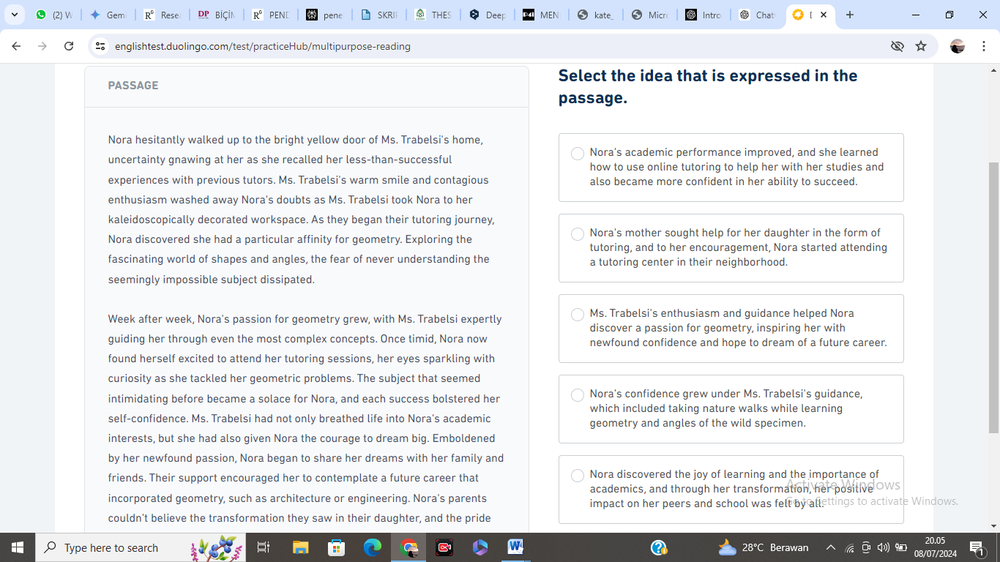 (2) W
Gemi
Rese
BİÇİN
PEND
pene
SKRIF
THES
Deep
MEN
kate_
Micro
Intro
Chat
englishtest.duolingo.com/test/practiceHub/multipurpose-reading
PASSAGE
Nora hesitantly walked up to the bright yellow door of Ms. Trabelsi's home,
uncertainty gnawing at her as she recalled her less-than-successful
experiences with previous tutors. Ms. Trabelsi's warm smile and contagious
enthusiasm washed away Nora's doubts as Ms. Trabelsi took Nora to her
kaleidoscopically decorated workspace. As they began their tutoring journey,
Nora discovered she had a particular affinity for geometry. Exploring the
fascinating world of shapes and angles, the fear of never understanding the
seemingly impossible subject dissipated.
Week after week, Nora's passion for geometry grew, with Ms. Trabelsi expertly
guiding her through even the most complex concepts. Once timid, Nora now
found herself excited to attend her tutoring sessions, her eyes sparkling with
curiosity as she tackled her geometric problems. The subject that seemed
intimidating before became a solace for Nora, and each success bolstered her
self-confidence. Ms. Trabelsi had not only breathed life into Nora's academic
interests, but she had also given Nora the courage to dream big. Emboldened
by her newfound passion, Nora began to share her dreams with her family and
friends. Their support encouraged her to contemplate a future career that
incorporated geometry, such as architecture or engineering. Nora's parents
couldn't believe the transformation they saw in their daughter, and the pride
Select the idea that is expressed in the
passage.
Nora's academic performance improved, and she learned
how to use online tutoring to help her with her studies and
also became more confident in her ability to succeed.
Nora's mother sought help for her daughter in the form of
tutoring, and to her encouragement, Nora started attending
a tutoring center in their neighborhood.
Ms. Trabelsi's enthusiasm and guidance helped Nora
discover a passion for geometry, inspiring her with
newfound confidence and hope to dream of a future career.
Nora's confidence grew under Ms. Trabelsi's guidance,
which included taking nature walks while learning
geometry and angles of the wild specimen.
Nora discovered the joy of learning and the importance of
academics, and through her transformation, her positive
impact on her peers and school was felt by all.
Activate Windows
Go to Settings to activate Windows.
Type here to search
28°C Berawan
20.05
08/07/2024
1